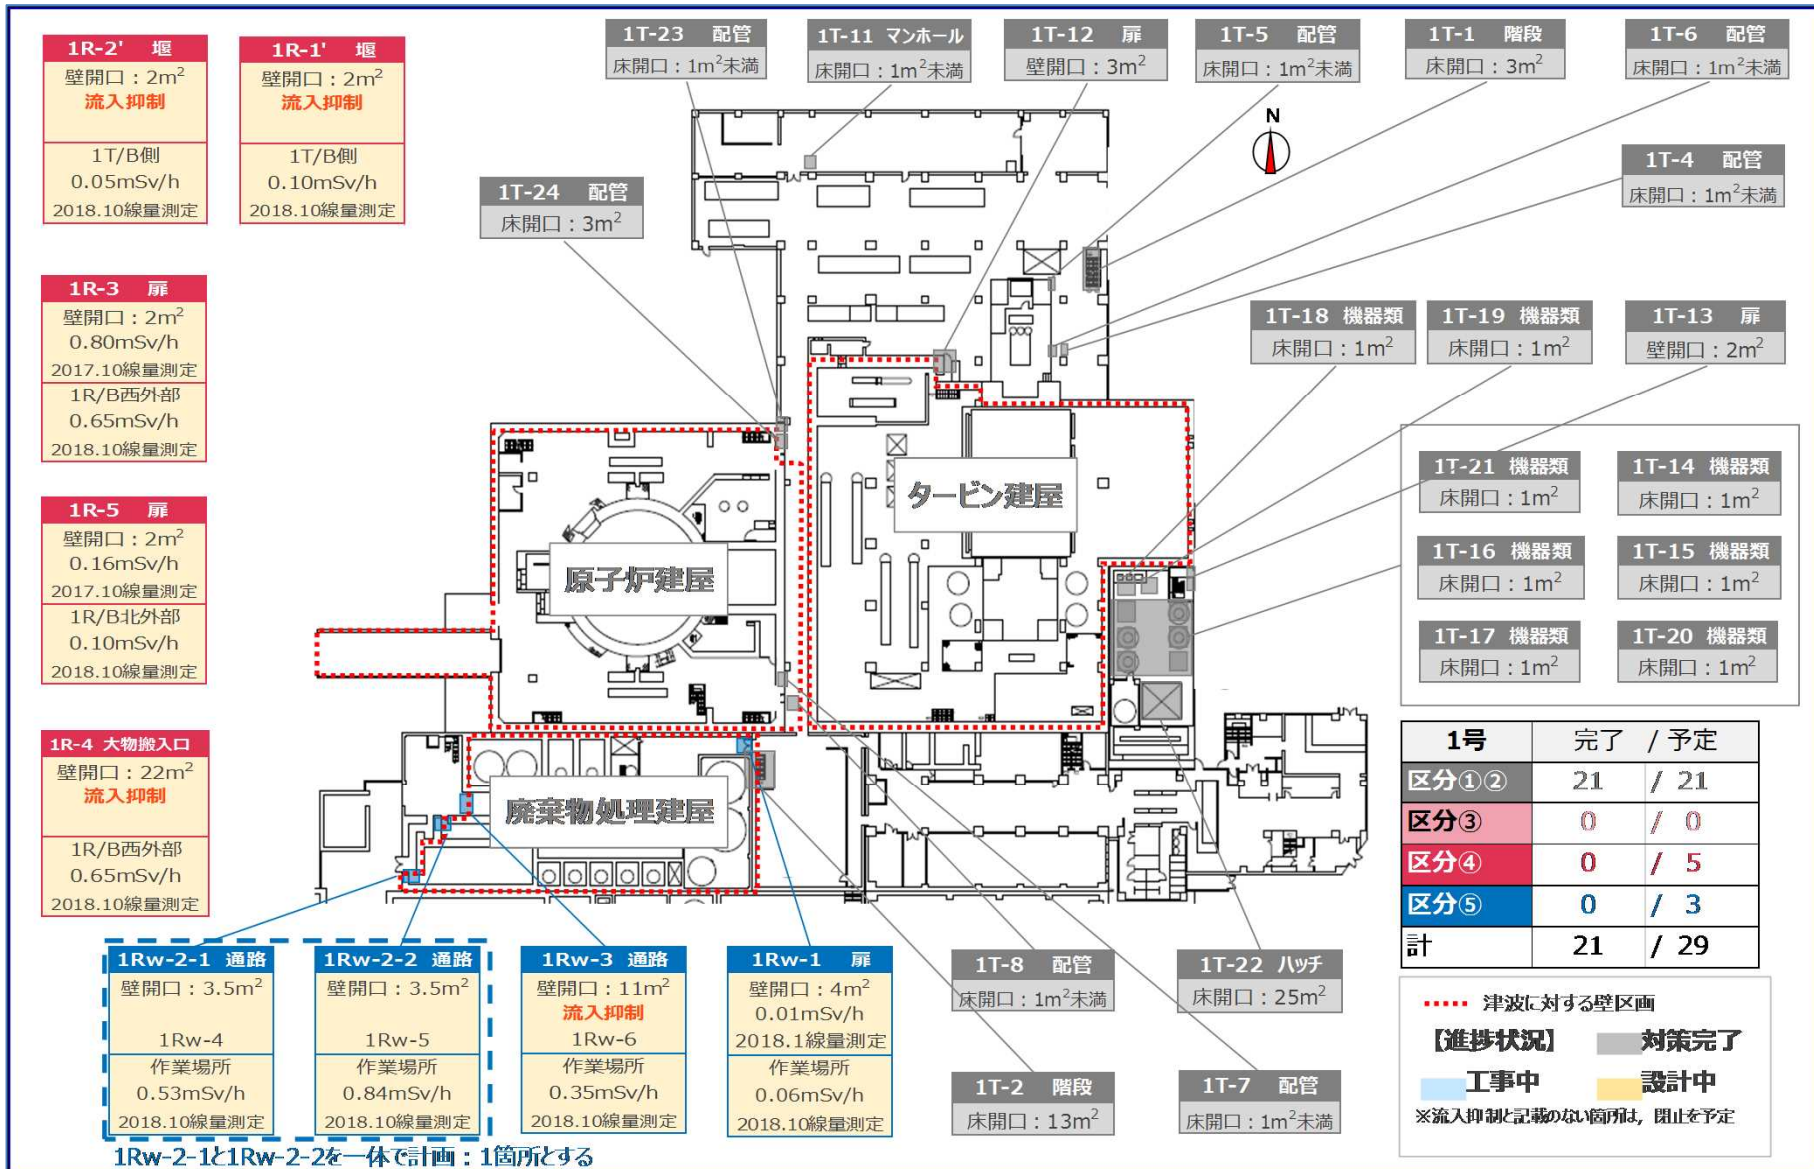 1R-2' 堰
壁開口：2m²
流入抑制
1T/B側
0.05mSv/h
2018.10線量測定
1R-1' 堰
壁開口：2m²
流入抑制
1T/B側
0.10mSv/h
2018.10線量測定
1T-23 配管
床開口：1m²未満
1T-11 マンホール
床開口：1m²未満
1T-12 扉
壁開口：3m²
1T-5 配管
床開口：1m²未満
1T-1 階段
床開口：3m²
1T-6 配管
床開口：1m²未満
N
1T-4 配管
床開口：1m²未満
1T-24 配管
床開口：3m²
1R-3 扉
壁開口：2m²
0.80mSv/h
2017.10線量測定
1R/B西外部
0.65mSv/h
2018.10線量測定
1T-18 機器類
床開口：1m²
1T-19 機器類
床開口：1m²
1T-13 扉
壁開口：2m²
1T-21 機器類
床開口：1m²
1T-14 機器類
床開口：1m²
1T-16 機器類
床開口：1m²
1T-15 機器類
床開口：1m²
1T-17 機器類
床開口：1m²
1T-20 機器類
床開口：1m²
タービン建屋
原子炉建屋
廃棄物処理建屋
1R-5 扉
壁開口：2m²
0.16mSv/h
2017.10線量測定
1R/B北外部
0.10mSv/h
2018.10線量測定
1R-4 大物搬入口
壁開口：22m²
流入抑制
1R/B西外部
0.65mSv/h
2018.10線量測定
1号 完了 / 予定
区分①② 21 / 21
区分③ 0 / 0
区分④ 0 / 5
区分⑤ 0 / 3
計 21 / 29
1Rw-2-1 通路
壁開口：3.5m²
1Rw-4
作業場所
0.53mSv/h
2018.10線量測定
1Rw-2-2 通路
壁開口：3.5m²
1Rw-5
作業場所
0.84mSv/h
2018.10線量測定
1Rw-3 通路
壁開口：11m²
流入抑制
1Rw-6
作業場所
0.35mSv/h
2018.10線量測定
1Rw-1 扉
壁開口：4m²
0.01mSv/h
2018.1線量測定
作業場所
0.06mSv/h
2018.10線量測定
1T-8 配管
床開口：1m²未満
1T-22 ハッチ
床開口：25m²
1T-2 階段
床開口：13m²
1T-7 配管
床開口：1m²未満
津波に対する壁区画
【進捗状況】 対策完了
工事中 設計中
※流入抑制と記載のない箇所は，閉止を予定
1Rw-2-1と1Rw-2-2を一体で計画：1箇所とする